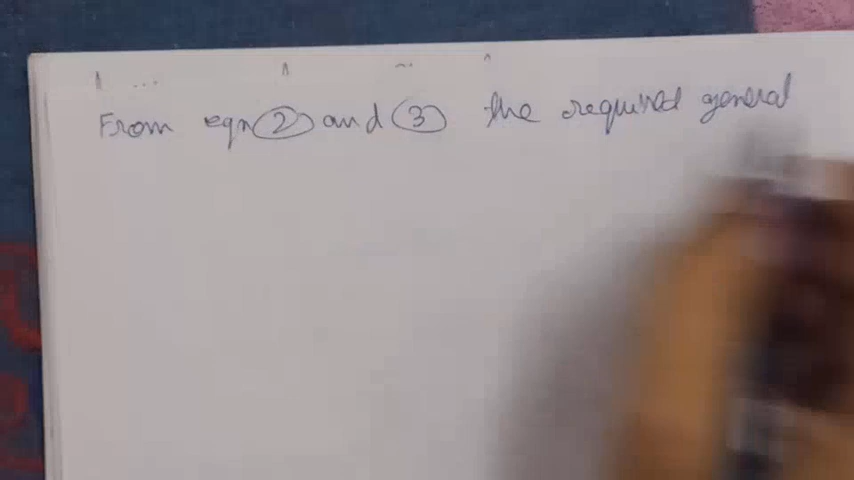 From eqn ② and ③ the required general